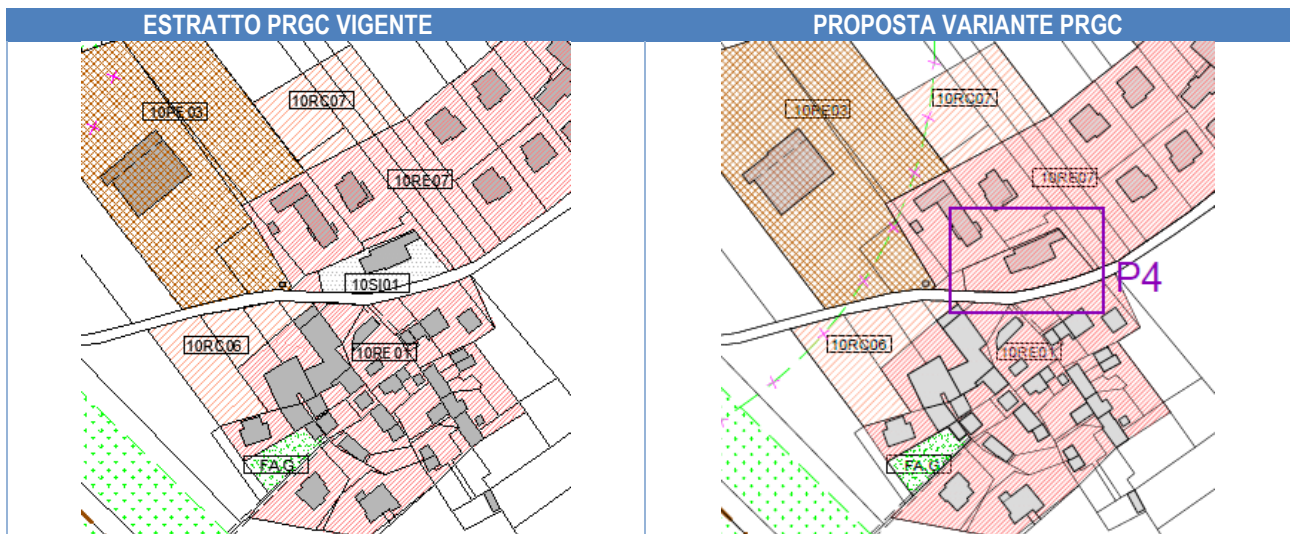 ESTRATTO PRGC VIGENTE
PROPOSTA VARIANTE PRGC
10PE03
10RC07
10RE07
10SI01
10RC06
10RE01
FA.G.
10PE03
10RC07
10RE07
P4
10RC06
10RE01
FA.G.